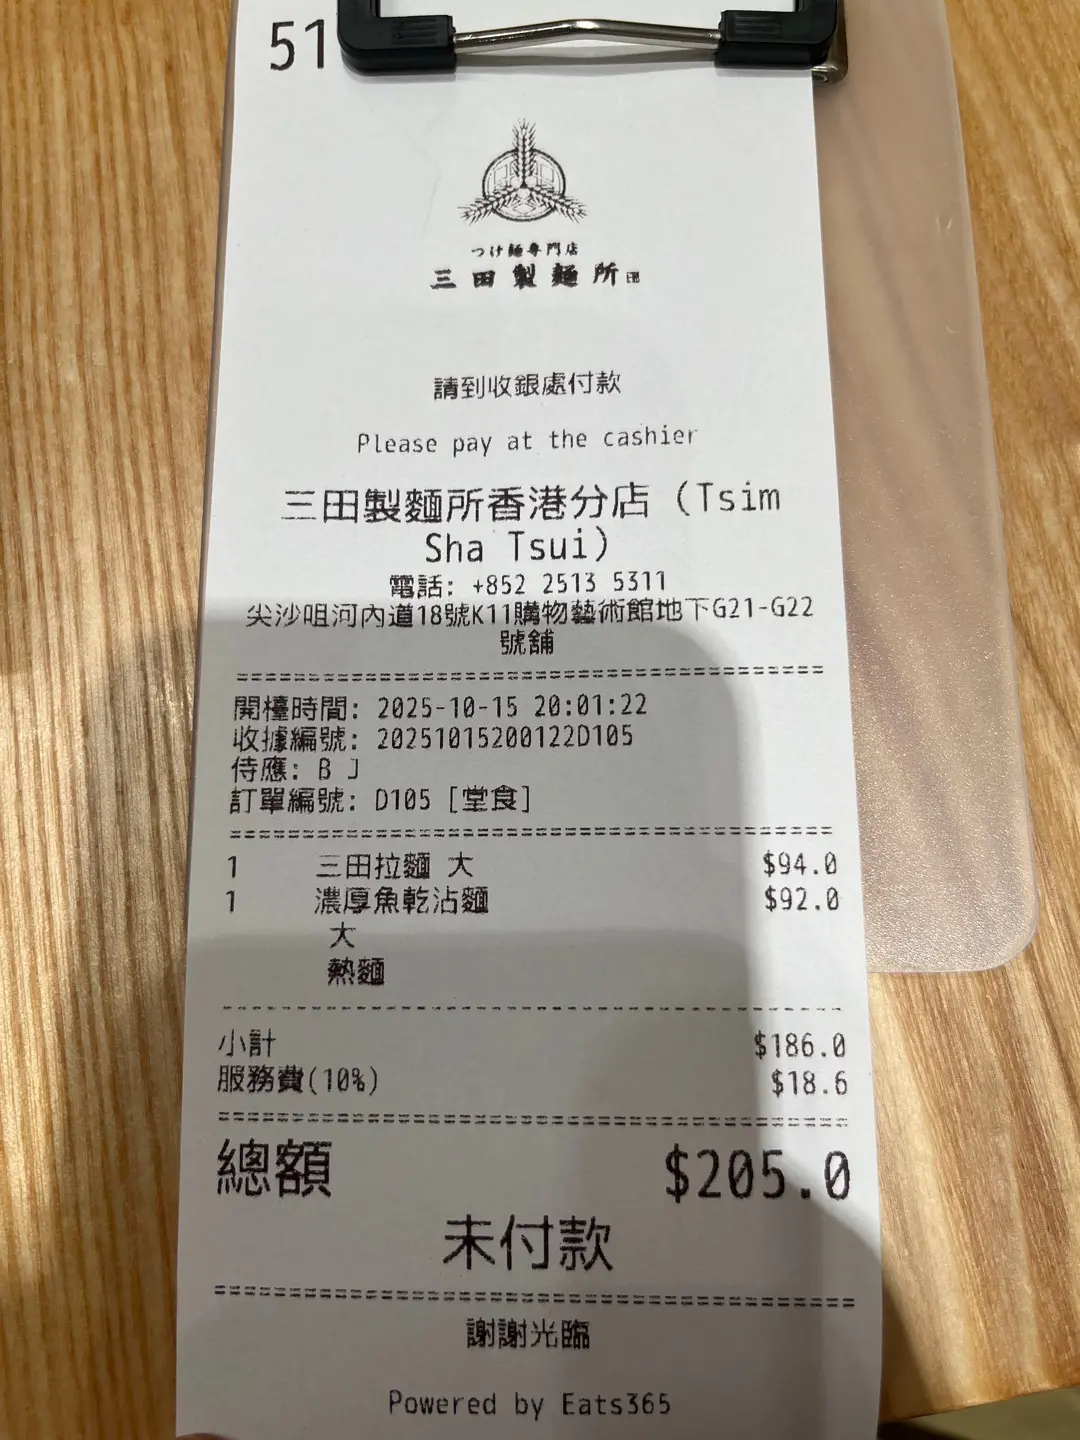 51
つけ麺専門店
三田製麺所
請到收銀處付款
Please pay at the cashier
三田製麵所香港分店 (Tsim
Sha Tsui)
電話: +852 2513 5311
尖沙咀河內道18號K11購物藝術館地下G21-G22
號舖
開檯時間: 2025-10-15 20:01:22
收據編號: 20251015200122D105
侍應: B J
訂單編號: D105 [堂食]
1 三田拉麵 大 $94.0
1 濃厚魚乾沾麵 $92.0
大
熱麵
小計 $186.0
服務費(10%) $18.6
總額 $205.0
未付款
謝謝光臨
Powered by Eats365